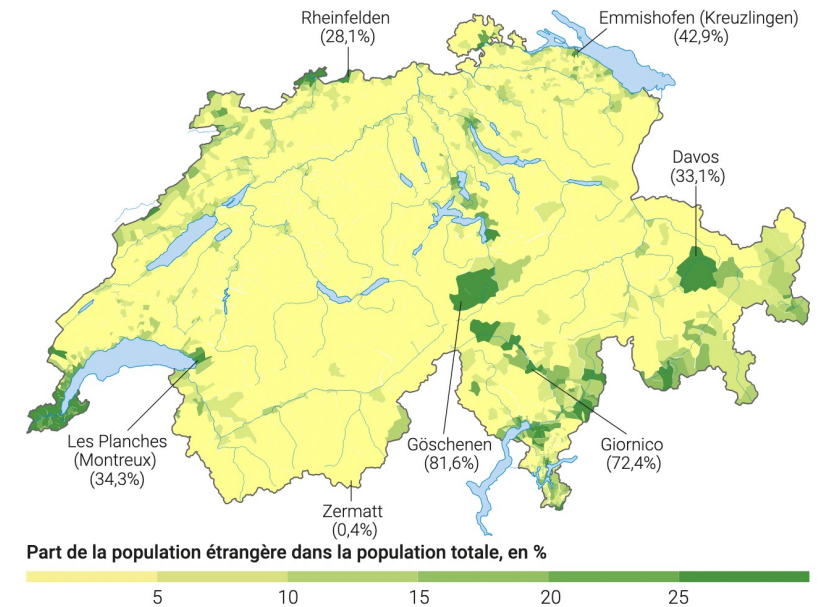 Rheinfelden
(28,1%)
Emmishofen (Kreuzlingen)
(42,9%)
Davos
(33,1%)
Les Planches
(Montreux)
(34,3%)
Göschenen
(81,6%)
Giornico
(72,4%)
Zermatt
(0,4%)
Part de la population étrangère dans la population totale, en %
5 10 15 20 25